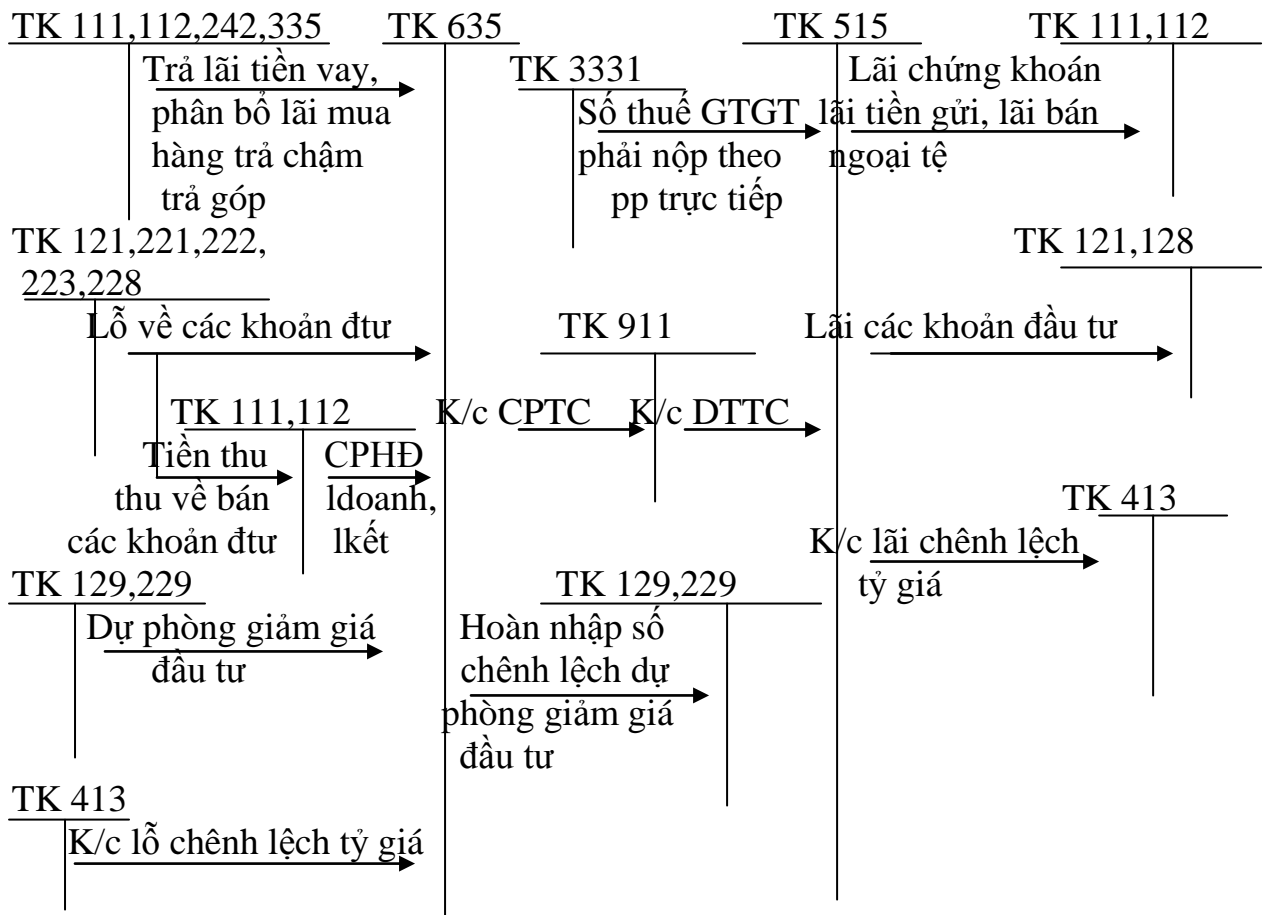 TK 111,112,242,335
TK 635
TK 515
TK 111,112
Trả lãi tiền vay,
phân bổ lãi mua
hàng trả chậm
trả góp
TK 3331
Số thuế GTGT
phải nộp theo
pp trực tiếp
Lãi chứng khoán
lãi tiền gửi, lãi bán
ngoại tệ
TK 121,221,222,
223,228
TK 121,128
Lỗ về các khoản đtư
TK 911
Lãi các khoản đầu tư
TK 111,112
K/c CPTC
K/c DTTC
Tiền thu
thu về bán
các khoản đtư
CPHĐ
ldoanh,
lkết
TK 413
K/c lãi chênh lệch
tỷ giá
TK 129,229
TK 129,229
Dự phòng giảm giá
đầu tư
Hoàn nhập số
chênh lệch dự
phòng giảm giá
đầu tư
TK 413
K/c lỗ chênh lệch tỷ giá